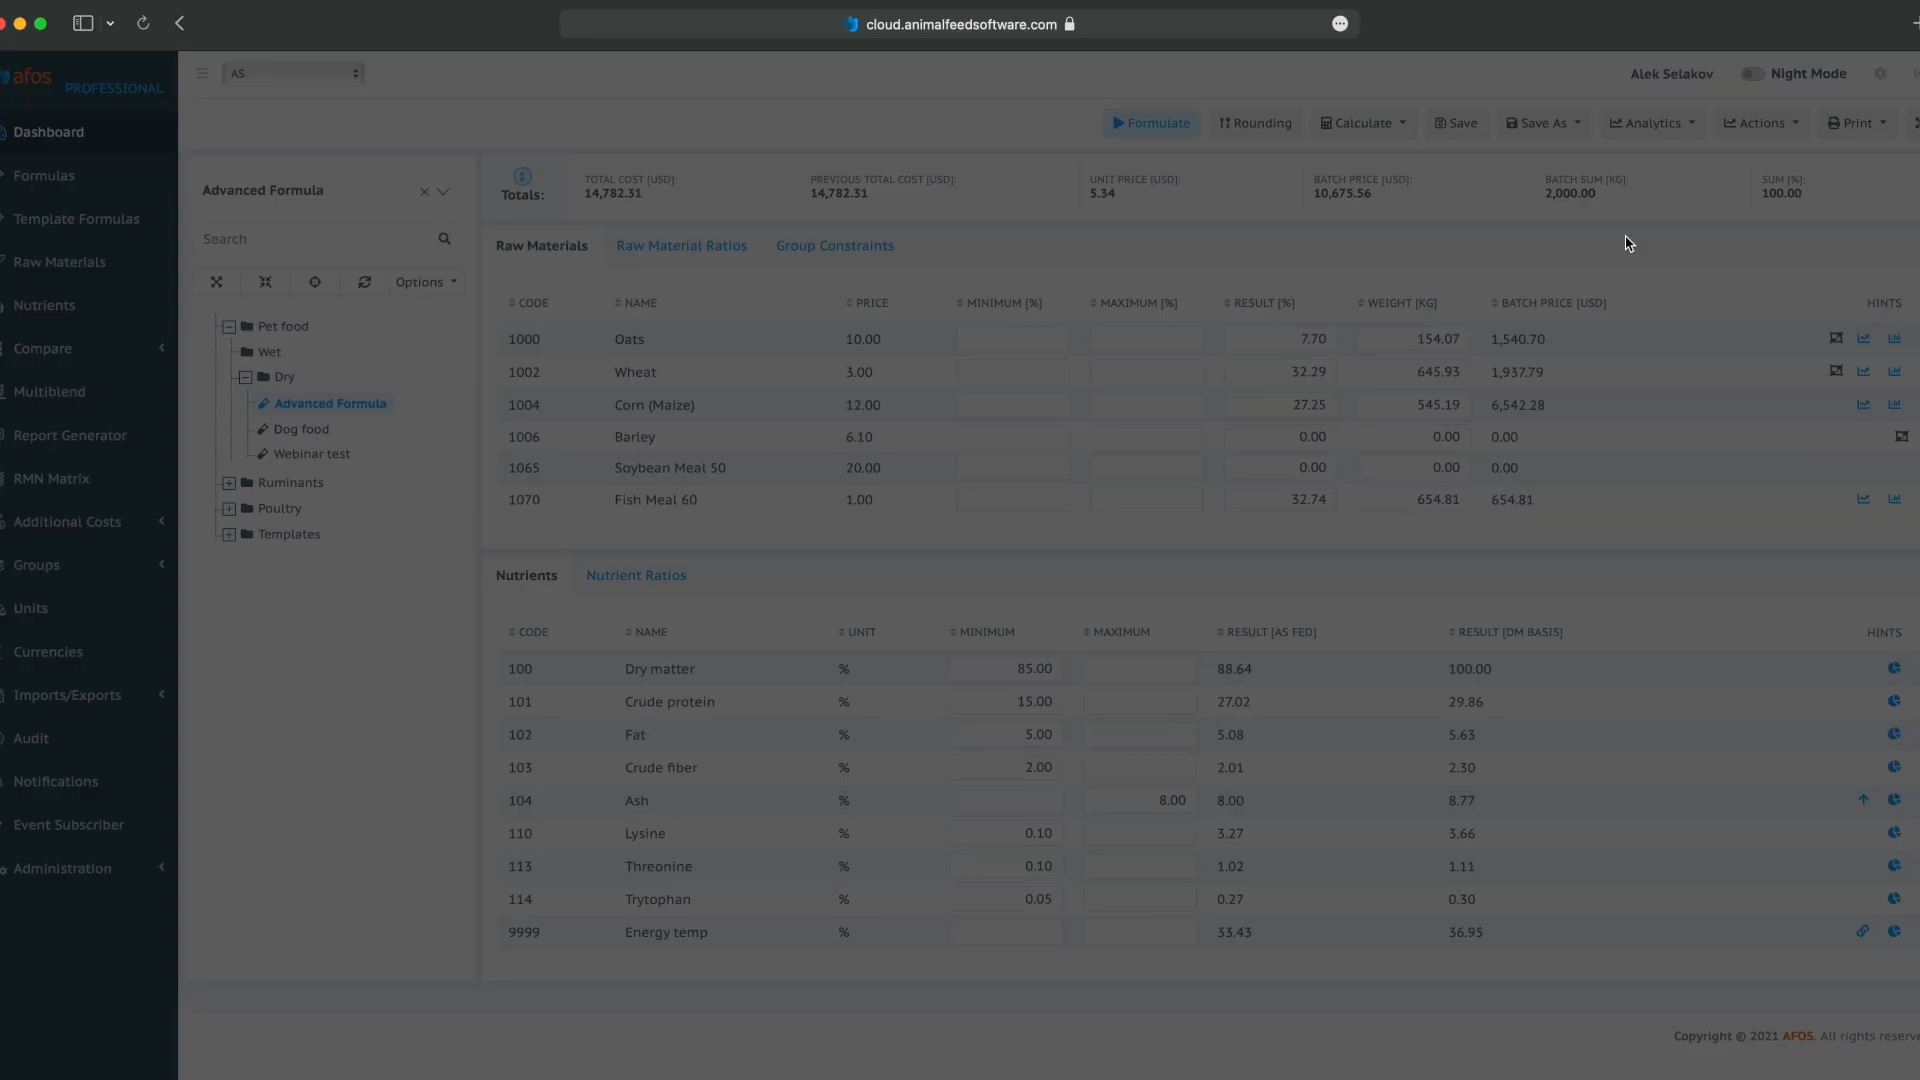 cloud.animalfeedsoftware.com
afos PROFESSIONAL
AS
Alek Selakov
Night Mode
Dashboard
Formulas
Template Formulas
Raw Materials
Nutrients
Compare
Multiblend
Report Generator
RMN Matrix
Additional Costs
Groups
Units
Currencies
Imports/Exports
Audit
Notifications
Event Subscriber
Administration
Formulate Rounding Calculate Save Save As Analytics Actions Print
Advanced Formula
Search
Options
Pet food
Wet
Dry
Advanced Formula
Dog food
Webinar test
Ruminants
Poultry
Templates
Totals:
TOTAL COST [USD]: PREVIOUS TOTAL COST [USD]: UNIT PRICE [USD]: BATCH PRICE [USD]: BATCH SUM [KG]: SUM [%]:
14,782.31 14,782.31 5.34 10,675.56 2,000.00 100.00
Raw Materials Raw Material Ratios Group Constraints
CODE NAME PRICE MINIMUM [%] MAXIMUM [%] RESULT [%] WEIGHT [KG] BATCH PRICE [USD] HINTS
1000 Oats 10.00 7.70 154.07 1,540.70
1002 Wheat 3.00 32.29 645.93 1,937.79
1004 Corn (Maize) 12.00 27.25 545.19 6,542.28
1006 Barley 6.10 0.00 0.00 0.00
1065 Soybean Meal 50 20.00 0.00 0.00 0.00
1070 Fish Meal 60 1.00 32.74 654.81 654.81
Nutrients Nutrient Ratios
CODE NAME UNIT MINIMUM MAXIMUM RESULT [AS FED] RESULT [DM BASIS] HINTS
100 Dry matter % 85.00 88.64 100.00
101 Crude protein % 15.00 27.02 29.86
102 Fat % 5.00 5.08 5.63
103 Crude fiber % 2.00 2.01 2.30
104 Ash % 8.00 8.00 8.77
110 Lysine % 0.10 3.27 3.66
113 Threonine % 0.10 1.02 1.11
114 Trytophan % 0.05 0.27 0.30
9999 Energy temp % 33.43 36.95
Copyright © 2021 AFOS. All rights reserve